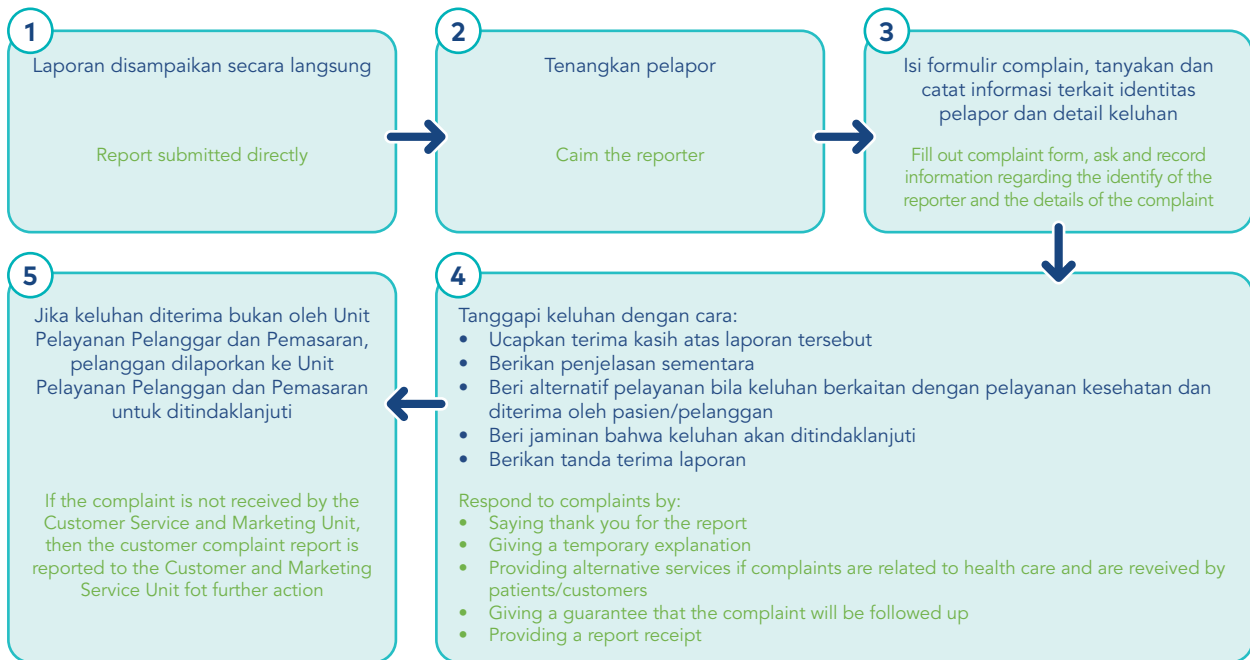 1
Laporan disampaikan secara langsung
Report submitted directly
2
Tenangkan pelapor
Caim the reporter
3
Isi formulir complain, tanyakan dan
catat informasi terkait identitas
pelapor dan detail keluhan
Fill out complaint form, ask and record
information regarding the identify of the
reporter and the details of the complaint
4
Tanggapi keluhan dengan cara:
• Ucapkan terima kasih atas laporan tersebut
• Berikan penjelasan sementara
• Beri alternatif pelayanan bila keluhan berkaitan dengan pelayanan kesehatan dan
diterima oleh pasien/pelanggan
• Beri jaminan bahwa keluhan akan ditindaklanjuti
• Berikan tanda terima laporan
Respond to complaints by:
• Saying thank you for the report
• Giving a temporary explanation
• Providing alternative services if complaints are related to health care and are reveived by
patients/customers
• Giving a guarantee that the complaint will be followed up
• Providing a report receipt
5
Jika keluhan diterima bukan oleh Unit
Pelayanan Pelanggar dan Pemasaran,
pelanggan dilaporkan ke Unit
Pelayanan Pelanggan dan Pemasaran
untuk ditindaklanjuti
If the complaint is not received by the
Customer Service and Marketing Unit,
then the customer complaint report is
reported to the Customer and Marketing
Service Unit fot further action